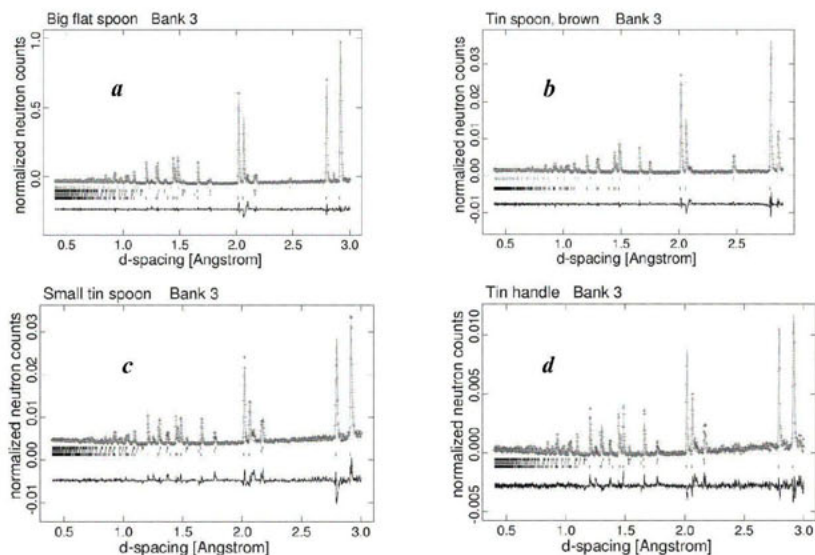 Big flat spoon Bank 3
normalized neutron counts
1.0
0.5
0.0
a
0.5 1.0 1.5 2.0 2.5 3.0
d-spacing [Angstrom]
Tin spoon, brown Bank 3
normalized neutron counts
0.03
0.02
0.01
0.00
-0.01
b
0.5 1.0 1.5 2.0 2.5
d-spacing [Angstrom]
Small tin spoon Bank 3
normalized neutron counts
0.03
0.02
0.01
0.00
-0.01
c
0.5 1.0 1.5 2.0 2.5 3.0
d-spacing [Angstrom]
Tin handle Bank 3
normalized neutron counts
0.010
0.005
0.000
-0.005
d
0.5 1.0 1.5 2.0 2.5 3.0
d-spacing [Angstrom]